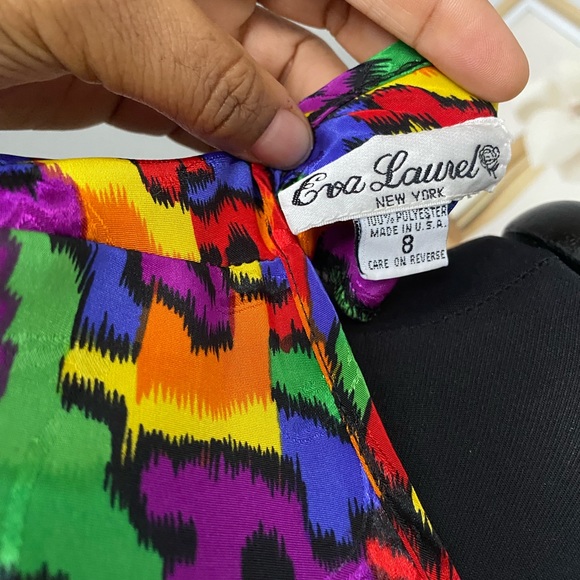 Eva Laurel
NEW YORK
100% POLYESTER
MADE IN U.S.A.
8
CARE ON REVERSE